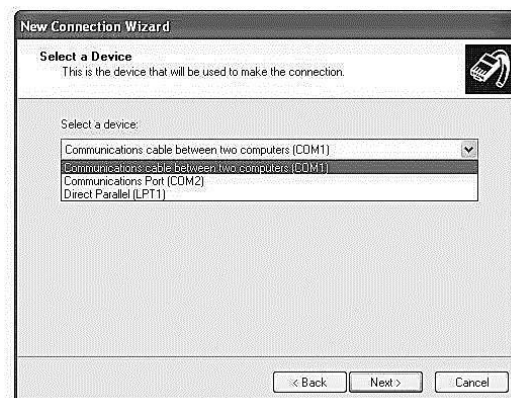 New Connection Wizard
Select a Device
This is the device that will be used to make the connection.
Select a device:
Communications cable between two computers (COM1)
Communications cable between two computers (COM1)
Communications Port (COM2)
Direct Parallel (LPT1)
< Back Next > Cancel